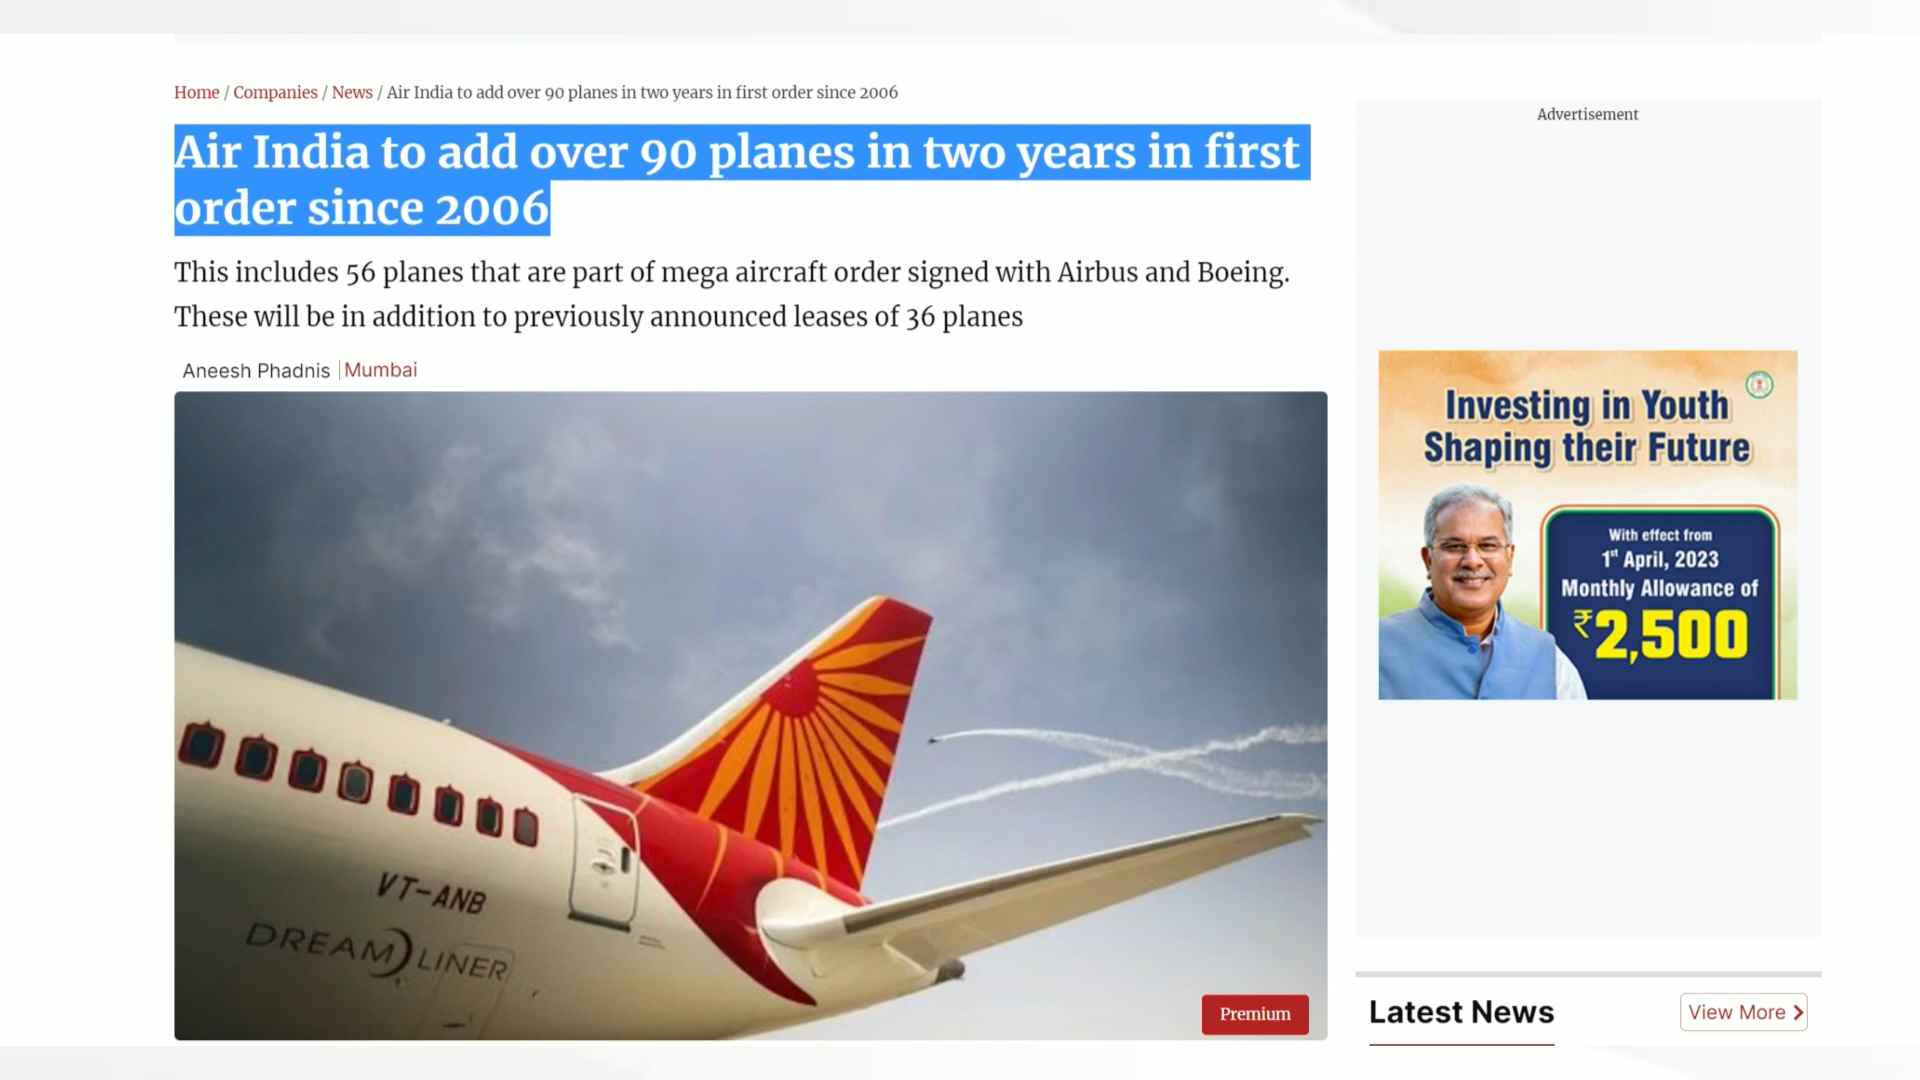 Home / Companies / News / Air India to add over 90 planes in two years in first order since 2006
Air India to add over 90 planes in two years in first
order since 2006
This includes 56 planes that are part of mega aircraft order signed with Airbus and Boeing.
These will be in addition to previously announced leases of 36 planes
Aneesh Phadnis | Mumbai
VT-ANB
DREAMLINER
Premium
Advertisement
Investing in Youth
Shaping their Future
With effect from
1st April, 2023
Monthly Allowance of
₹2,500
Latest News
View More >